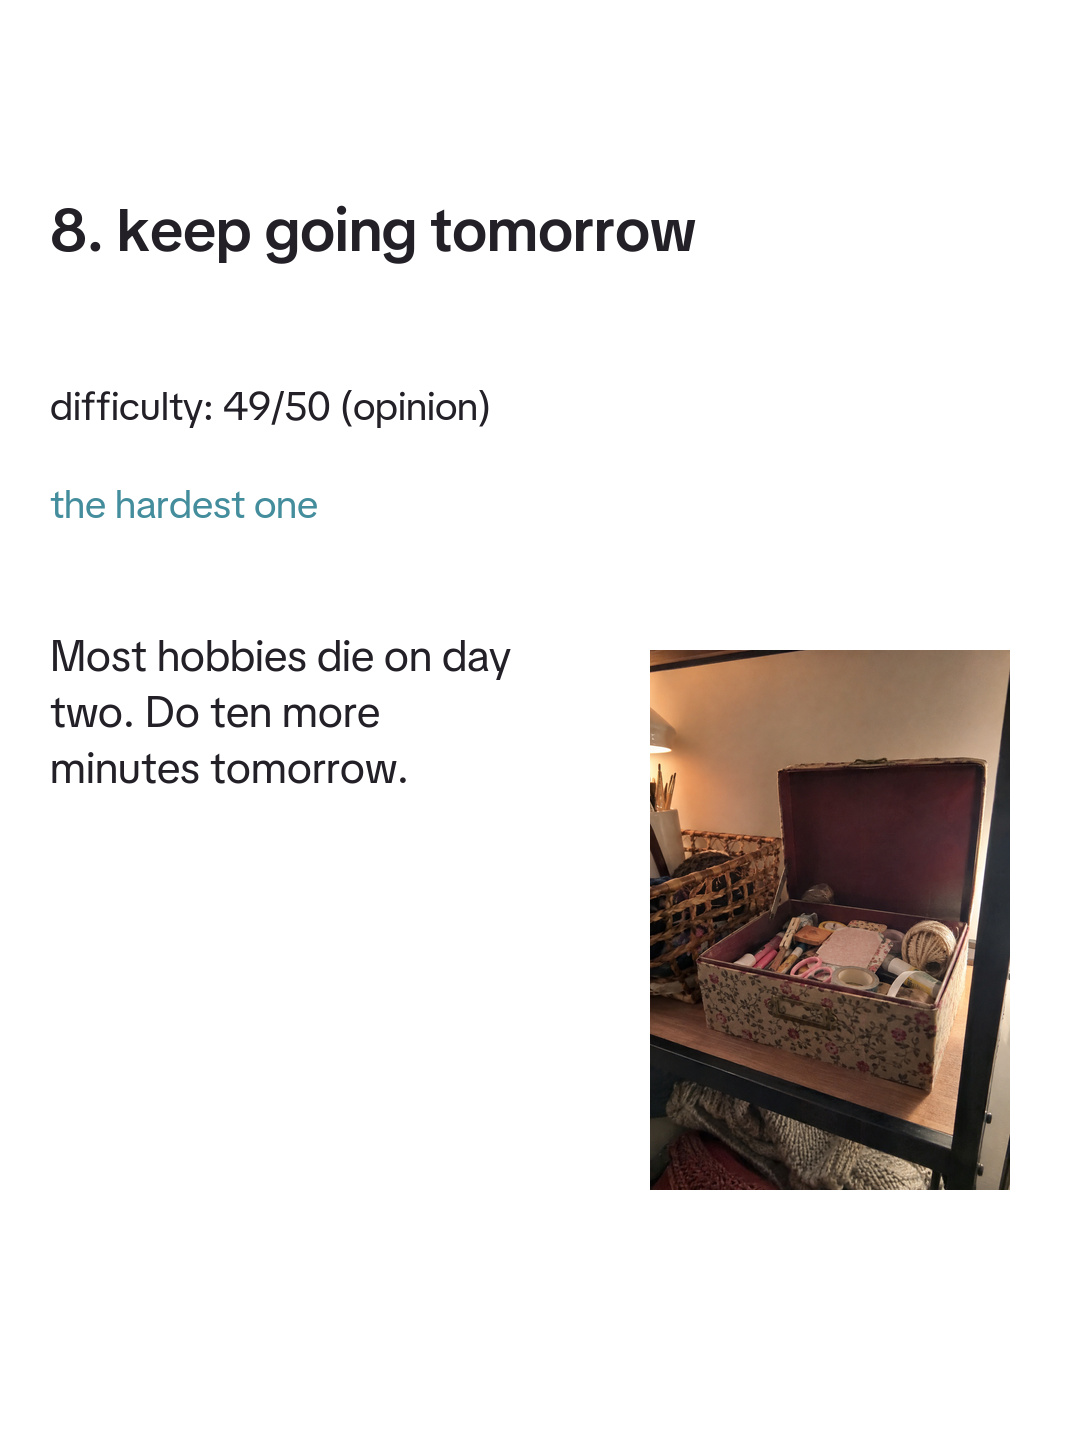 8. keep going tomorrow
difficulty: 49/50 (opinion)
the hardest one
Most hobbies die on day
two. Do ten more
minutes tomorrow.